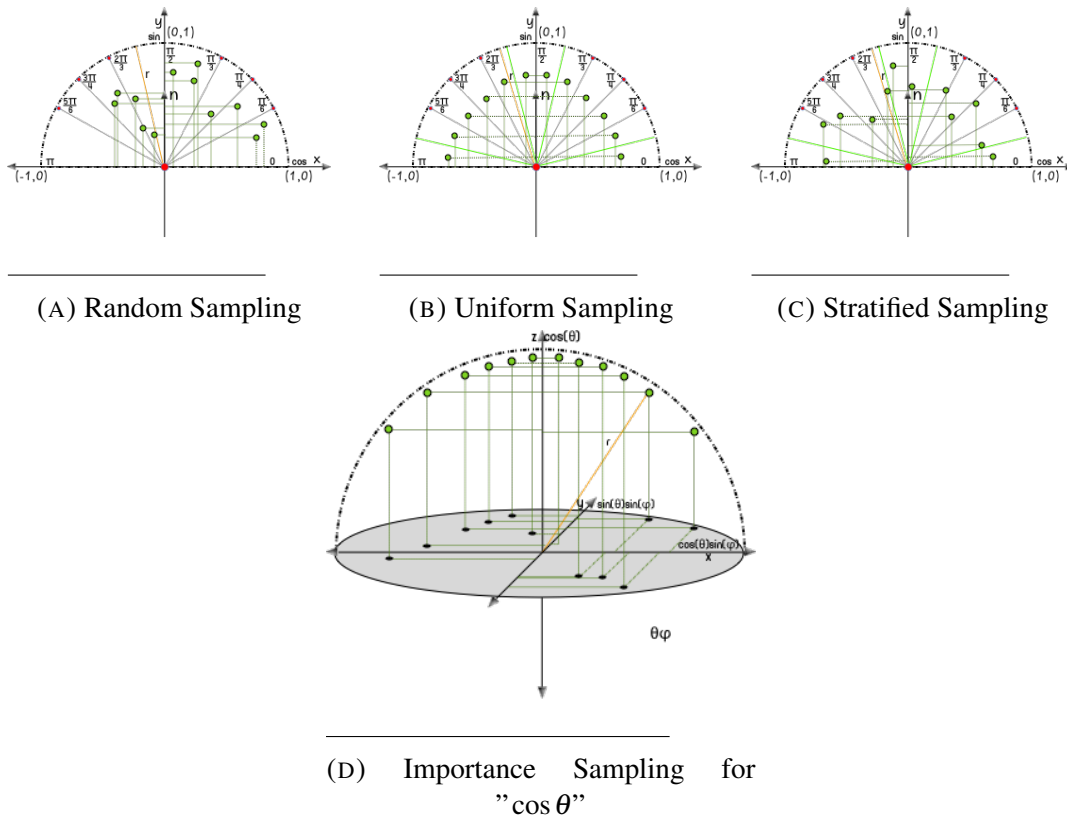 y
sin (0,1)
π/2
2π/3
π/3
r
3π/4
π/4
n
5π/6
π/6
π
0 cos x
(-1,0)
(1,0)
(A) Random Sampling
y
sin (0,1)
π/2
2π/3
π/3
r
3π/4
π/4
n
5π/6
π/6
π
0 cos x
(-1,0)
(1,0)
(B) Uniform Sampling
y
sin (0,1)
π/2
2π/3
π/3
r
3π/4
π/4
n
5π/6
π/6
π
0 cos x
(-1,0)
(1,0)
(C) Stratified Sampling
z cos(θ)
r
y sin(θ)sin(φ)
cos(θ)sin(φ)
x
θφ
(D) Importance Sampling for
”cos θ”